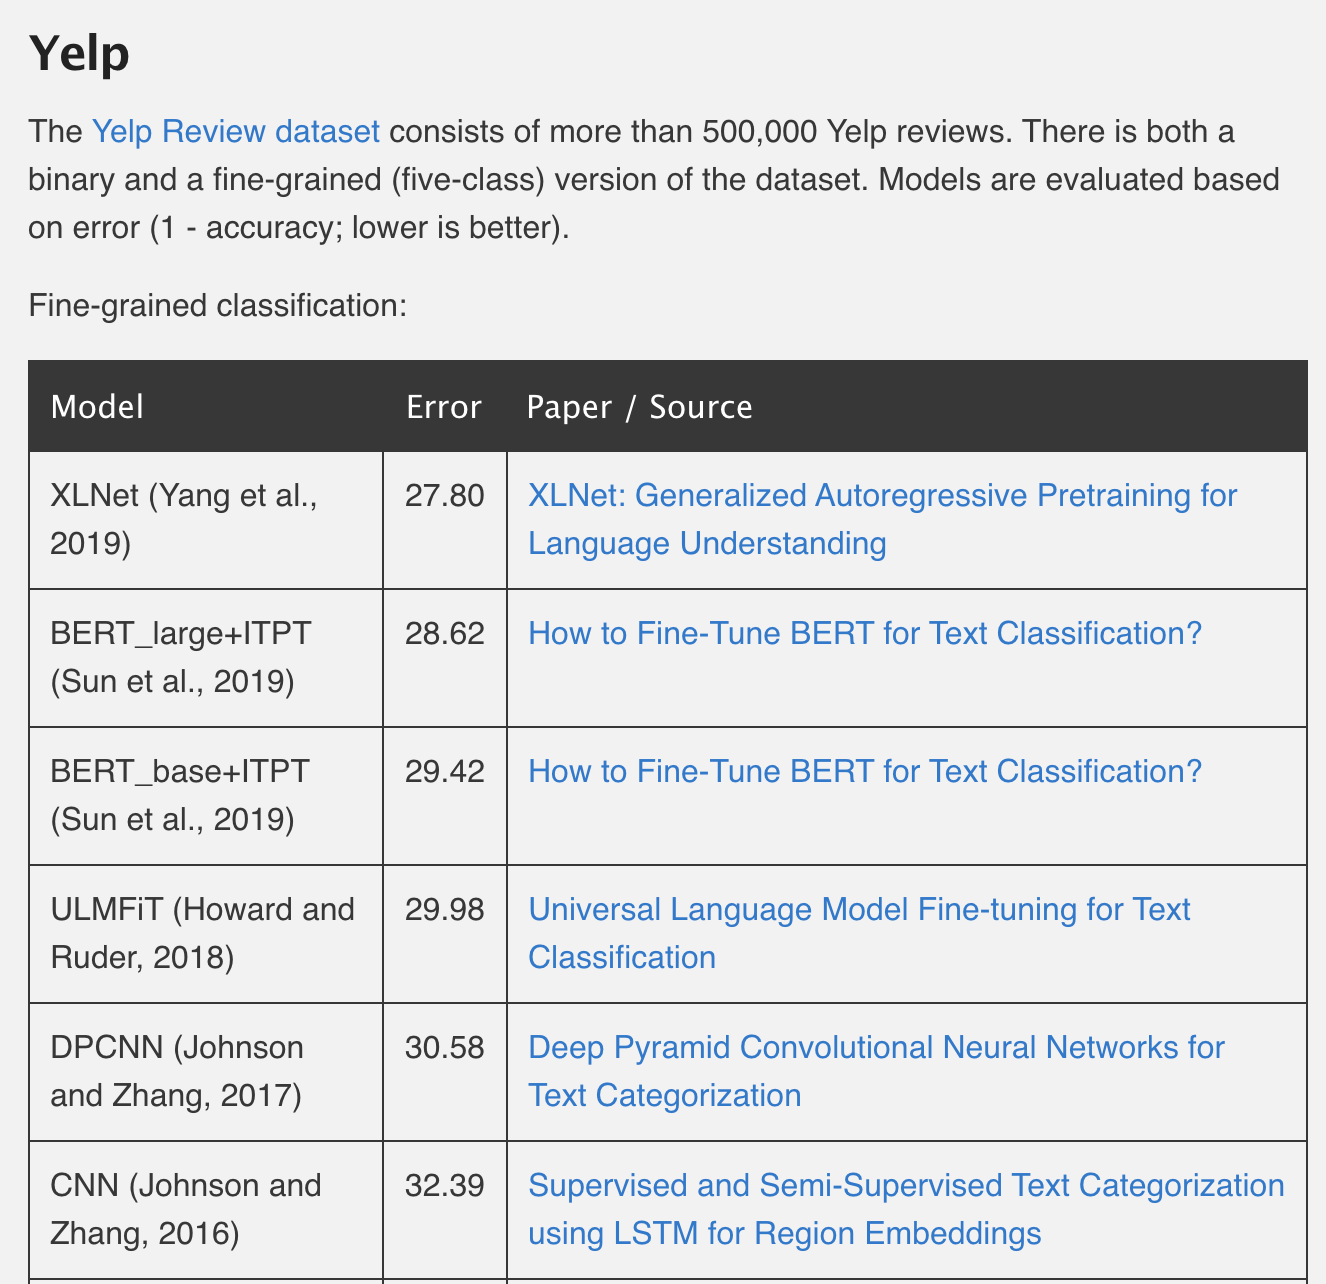 Yelp
The Yelp Review dataset consists of more than 500,000 Yelp reviews. There is both a
binary and a fine-grained (five-class) version of the dataset. Models are evaluated based
on error (1 - accuracy; lower is better).
Fine-grained classification:
Model Error Paper / Source
XLNet (Yang et al., 27.80 XLNet: Generalized Autoregressive Pretraining for
2019) Language Understanding
BERT_large+ITPT 28.62 How to Fine-Tune BERT for Text Classification?
(Sun et al., 2019)
BERT_base+ITPT 29.42 How to Fine-Tune BERT for Text Classification?
(Sun et al., 2019)
ULMFiT (Howard and 29.98 Universal Language Model Fine-tuning for Text
Ruder, 2018) Classification
DPCNN (Johnson 30.58 Deep Pyramid Convolutional Neural Networks for
and Zhang, 2017) Text Categorization
CNN (Johnson and 32.39 Supervised and Semi-Supervised Text Categorization
Zhang, 2016) using LSTM for Region Embeddings